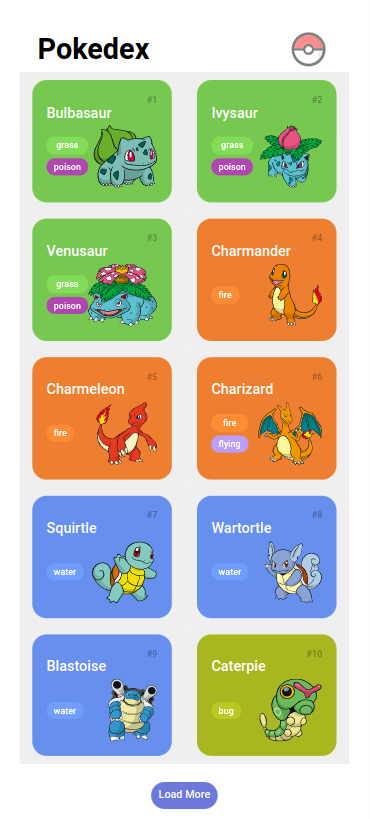 Pokedex
#1
Bulbasaur
grass
poison
#2
Ivysaur
grass
poison
#3
Venusaur
grass
poison
#4
Charmander
fire
#5
Charmeleon
fire
#6
Charizard
fire
flying
#7
Squirtle
water
#8
Wartortle
water
#9
Blastoise
water
#10
Caterpie
bug
Load More